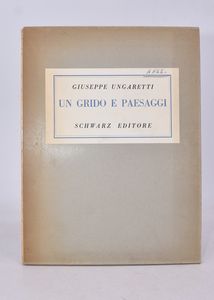 GIUSEPPE UNGARETTI
UN GRIDO E PAESAGGI
SCHWARZ EDITORE